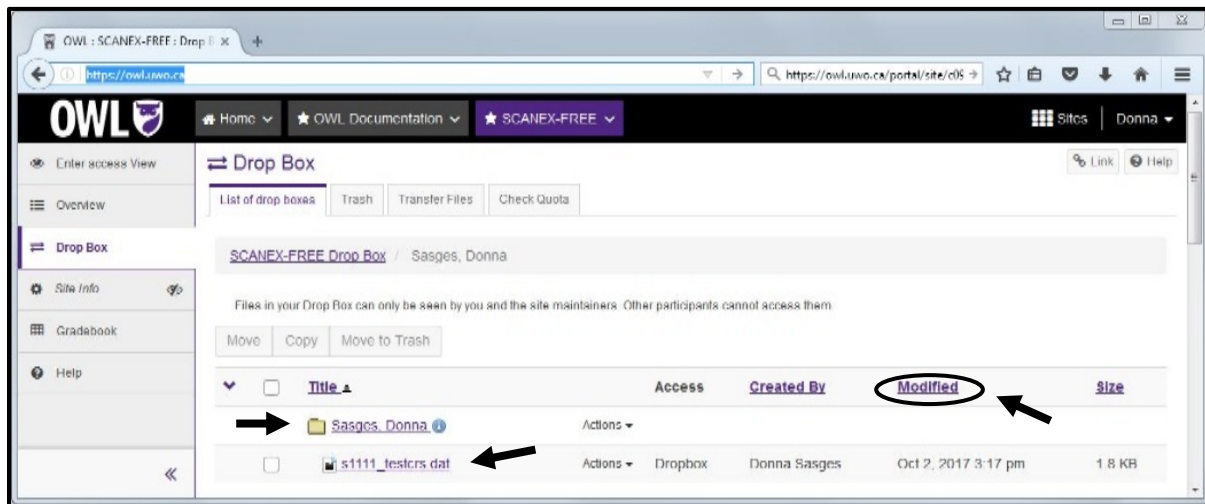 OWL : SCANEX-FREE : Drop B × +
https://owl.uwo.ca
https://owl.uwo.ca/portal/site/c09
OWL Home OWL Documentation SCANEX-FREE Sites Donna
Enter access View
Overview
Drop Box
Site Info
Gradebook
Help
Drop Box Link Help
List of drop boxes Trash Transfer Files Check Quota
SCANEX-FREE Drop Box / Sasges, Donna
Files in your Drop Box can only be seen by you and the site maintainers. Other participants cannot access them.
Move Copy Move to Trash
Title Access Created By Modified Size
Sasges, Donna Actions
s1111_testcrs.dat Actions Dropbox Donna Sasges Oct 2, 2017 3:17 pm 1.8 KB